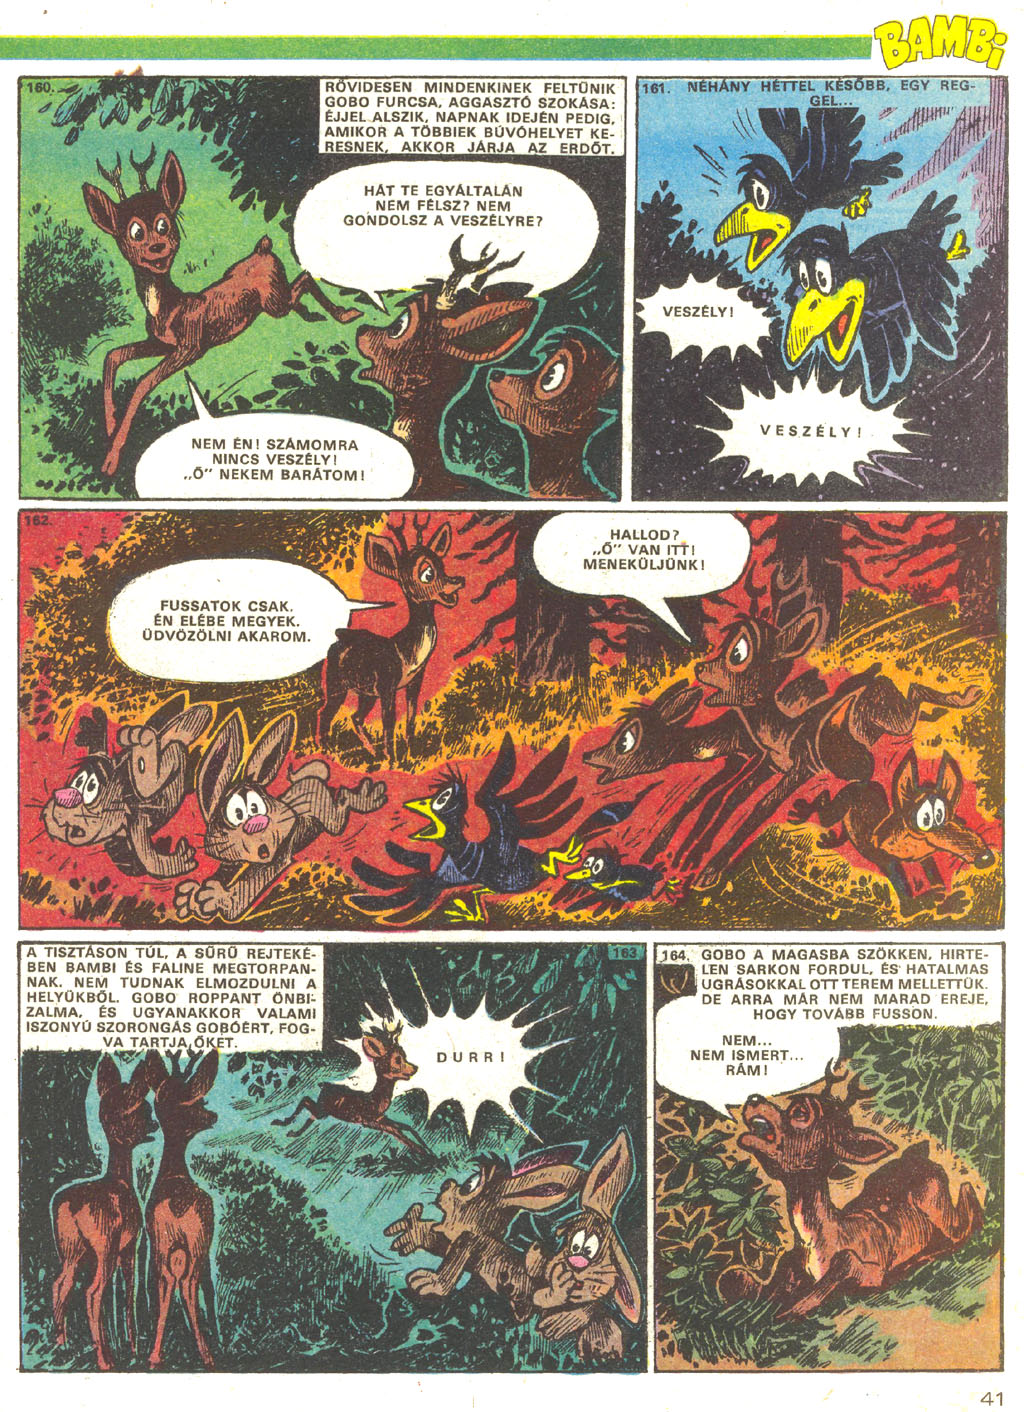 BAMBi
160.
RÖVIDESEN MINDENKINEK FELTÜNIK
GOBO FURCSA, AGGASZTÓ SZOKÁSA:
ÉJJEL ALSZIK, NAPNAK IDEJÉN PEDIG,
AMIKOR A TÖBBIEK BÚVÓHELYET KE-
RESNEK, AKKOR JÁRJA AZ ERDŐT.
HÁT TE EGYÁLTALÁN
NEM FÉLSZ? NEM
GONDOLSZ A VESZÉLYRE?
NEM ÉN! SZÁMOMRA
NINCS VESZÉLY!
„Ő" NEKEM BARÁTOM!
161. NÉHÁNY HÉTTEL KÉSŐBB, EGY REG-
GEL...
VESZÉLY!
VESZÉLY!
162.
FUSSATOK CSAK.
ÉN ELÉBE MEGYEK.
ÜDVÖZÖLNI AKAROM.
HALLOD?
„Ő" VAN ITT!
MENEKÜLJÜNK!
A TISZTÁSON TÚL, A SŰRŰ REJTEKÉ-
BEN BAMBI ÉS FALINE MEGTORPAN-
NAK. NEM TUDNAK ELMOZDULNI A
HELYÜKBŐL. GOBO ROPPANT ÖNBI-
ZALMA, ÉS UGYANAKKOR VALAMI
ISZONYÚ SZORONGÁS GOBÓÉRT, FOG-
VA TARTJA ŐKET.
163
DURR!
164. GOBO A MAGASBA SZÖKKEN, HIRTE-
LEN SARKON FORDUL, ÉS HATALMAS
UGRÁSOKKAL OTT TEREM MELLETTÜK.
DE ARRA MÁR NEM MARAD EREJE,
HOGY TOVÁBB FUSSON.
NEM...
NEM ISMERT...
RÁM!
41